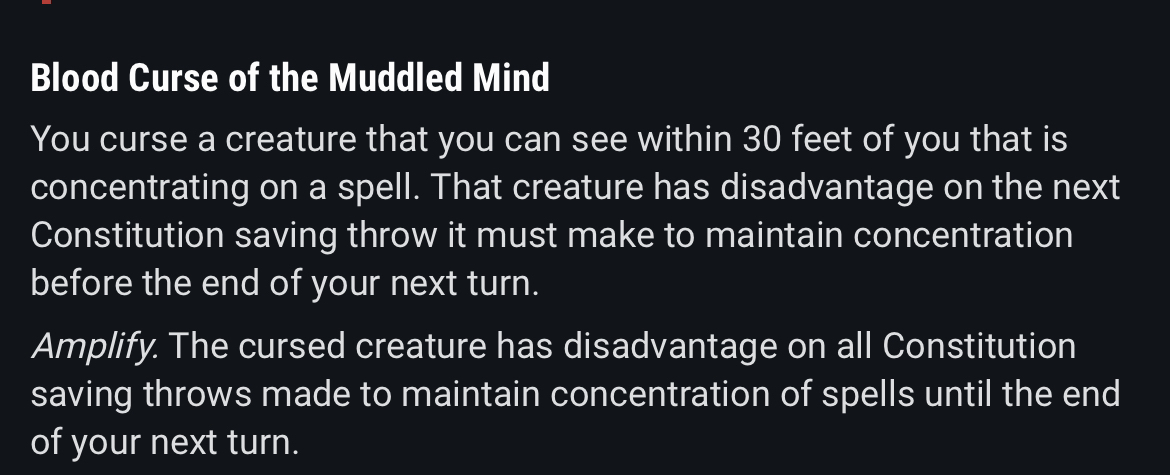 Blood Curse of the Muddled Mind
You curse a creature that you can see within 30 feet of you that is
concentrating on a spell. That creature has disadvantage on the next
Constitution saving throw it must make to maintain concentration
before the end of your next turn.
Amplify. The cursed creature has disadvantage on all Constitution
saving throws made to maintain concentration of spells until the end
of your next turn.